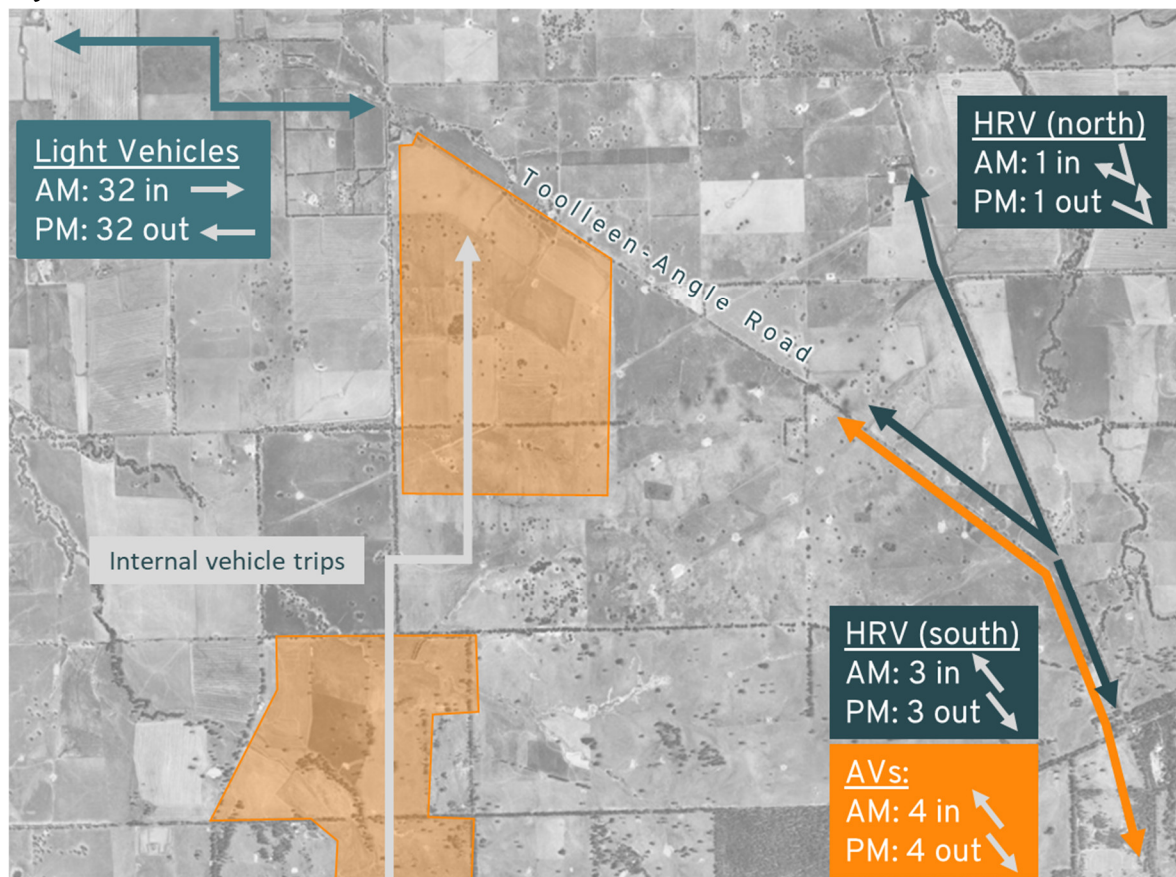 Light Vehicles
AM: 32 in
PM: 32 out
HRV (north)
AM: 1 in
PM: 1 out
Toolleen-Angle Road
Internal vehicle trips
HRV (south)
AM: 3 in
PM: 3 out
AVs:
AM: 4 in
PM: 4 out